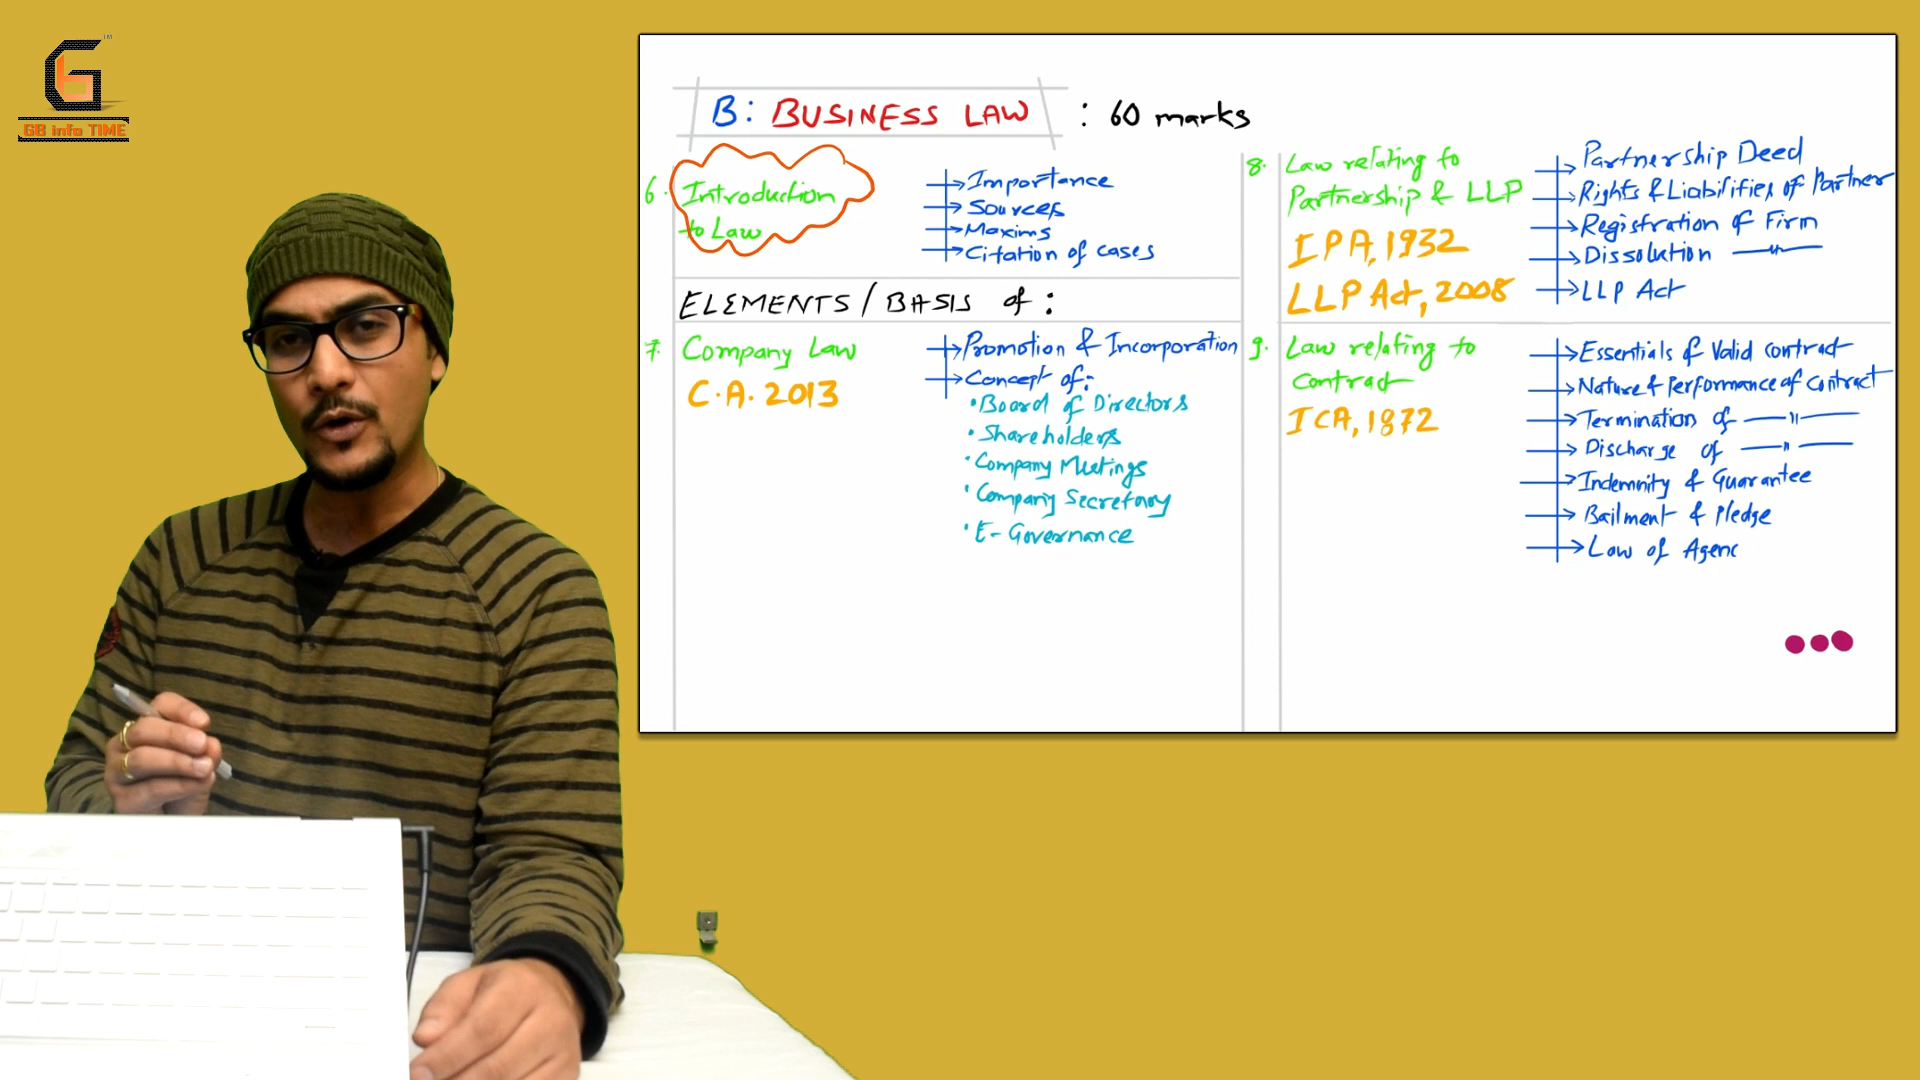 TM
GB info TIME
B: BUSINESS LAW : 60 marks
6. Introduction
to Law
Importance
Sources
Maxims
Citation of cases
ELEMENTS / BASIS of :
7. Company Law
C.A. 2013
Promotion & Incorporation
Concept of:
• Board of Directors
• Shareholders
• Company Meetings
• Company Secretary
• E-Governance
8. Law relating to
Partnership & LLP
IPA, 1932
LLP Act, 2008
Partnership Deed
Rights & Liabilities of Partner
Registration of Firm
Dissolution — " —
LLP Act
9. Law relating to
Contract
ICA, 1872
Essentials of Valid contract
Nature & Performance of contract
Termination of — " —
Discharge of — " —
Indemnity & Guarantee
Bailment & Pledge
Law of Agenc